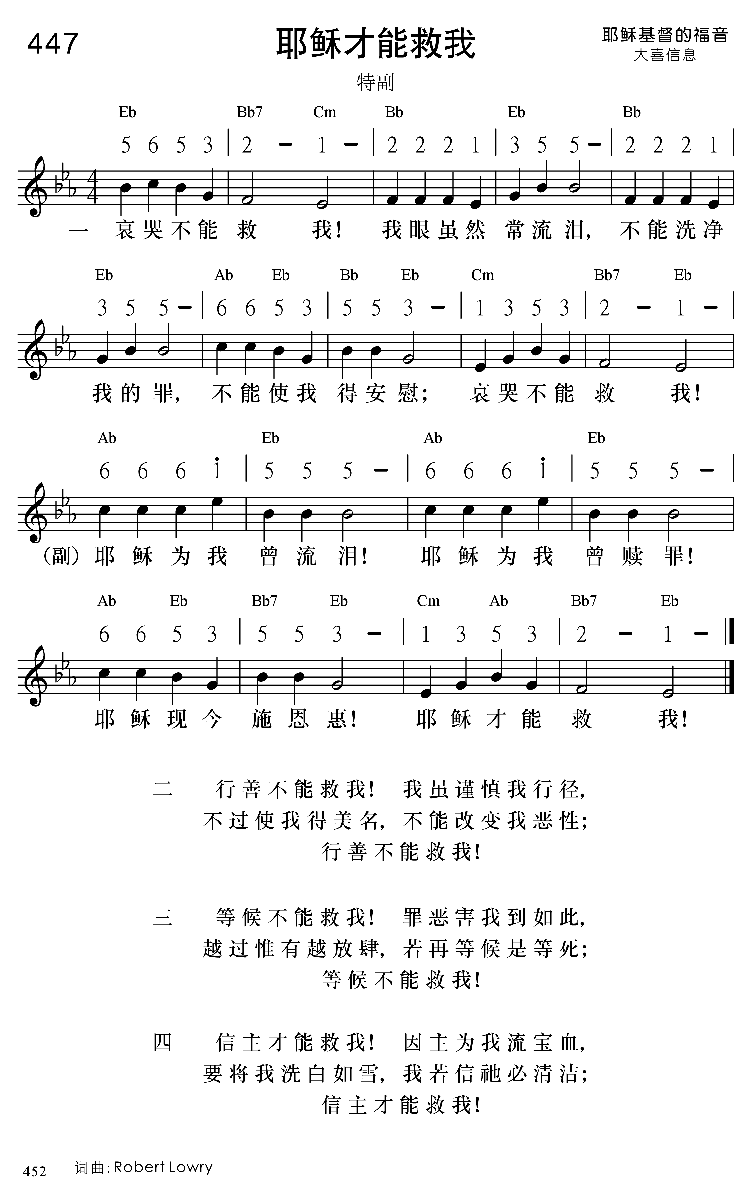 447
耶稣才能救我
耶稣基督的福音
大喜信息
特副
Eb Bb7 Cm Bb Eb Bb
5 6 5 3 | 2 − 1 − | 2 2 2 1 | 3 5 5 − | 2 2 2 1
4
4
一 哀哭不能 救 我! 我眼虽然 常流泪, 不能洗净
Eb Ab Eb Bb Eb Cm Bb7 Eb
3 5 5 − | 6 6 5 3 | 5 5 3 − | 1 3 5 3 | 2 − 1 −
我的罪, 不能使我 得安慰; 哀哭不能 救 我!
Ab Eb Ab Eb
6 6 6 i | 5 5 5 − | 6 6 6 i | 5 5 5 −
(副) 耶稣为我 曾流泪! 耶稣为我 曾赎罪!
Ab Eb Bb7 Eb Cm Ab Bb7 Eb
6 6 5 3 | 5 5 3 − | 1 3 5 3 | 2 − 1 −
耶稣现今 施恩惠! 耶稣才能 救 我!
二 行善不能救我! 我虽谨慎我行径,
不过使我得美名, 不能改变我恶性;
行善不能救我!
三 等候不能救我! 罪恶害我到如此,
越过惟有越放肆, 若再等候是等死;
等候不能救我!
四 信主才能救我! 因主为我流宝血,
要将我洗白如雪, 我若信祂必清洁;
信主才能救我!
452 词曲: Robert Lowry